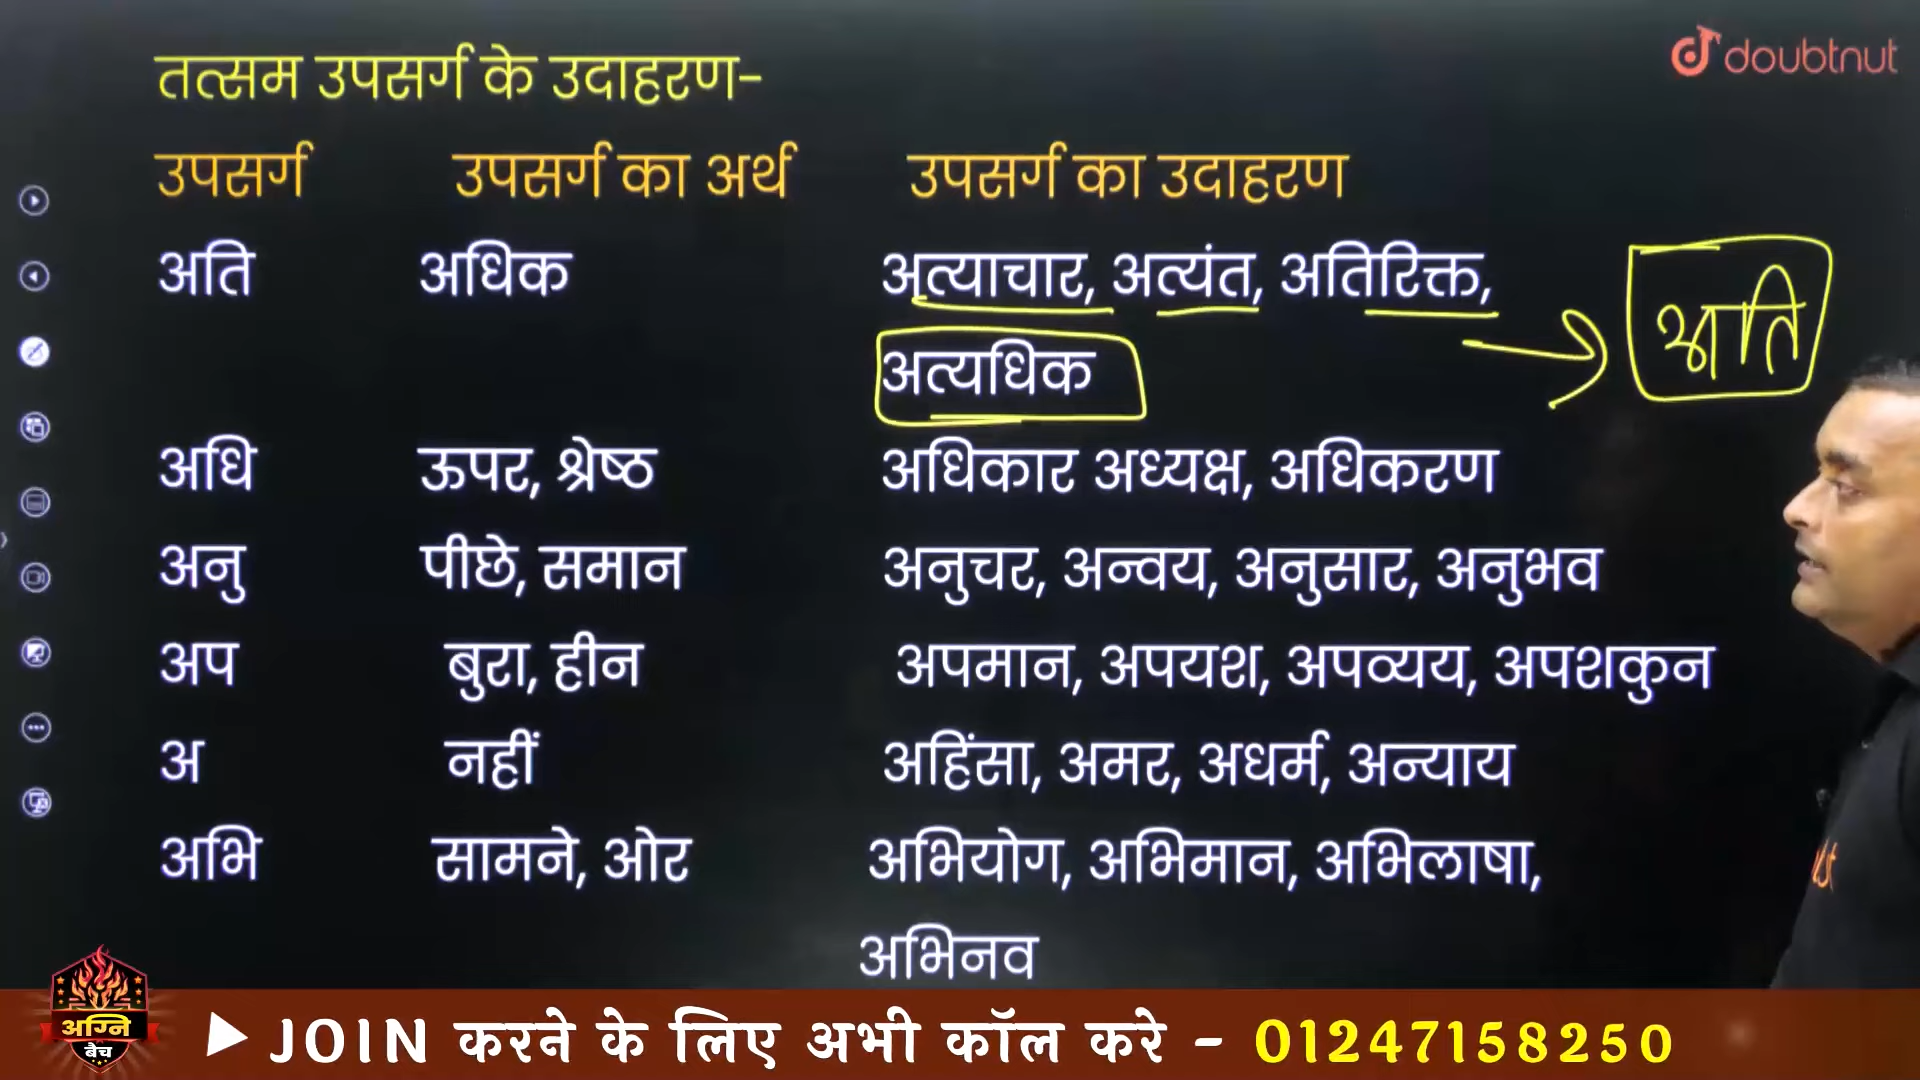 तत्सम उपसर्ग के उदाहरण-
doubtnut
उपसर्ग उपसर्ग का अर्थ उपसर्ग का उदाहरण
अति अधिक अत्याचार, अत्यंत, अतिरिक्त,
अति
अत्यधिक
अधि ऊपर, श्रेष्ठ अधिकार अध्यक्ष, अधिकरण
अनु पीछे, समान अनुचर, अन्वय, अनुसार, अनुभव
अप बुरा, हीन अपमान, अपयश, अपव्यय, अपशकुन
अ नहीं अहिंसा, अमर, अधर्म, अन्याय
अभि सामने, ओर अभियोग, अभिमान, अभिलाषा,
अभिनव
अग्नि
बैच
JOIN करने के लिए अभी कॉल करे - 01247158250